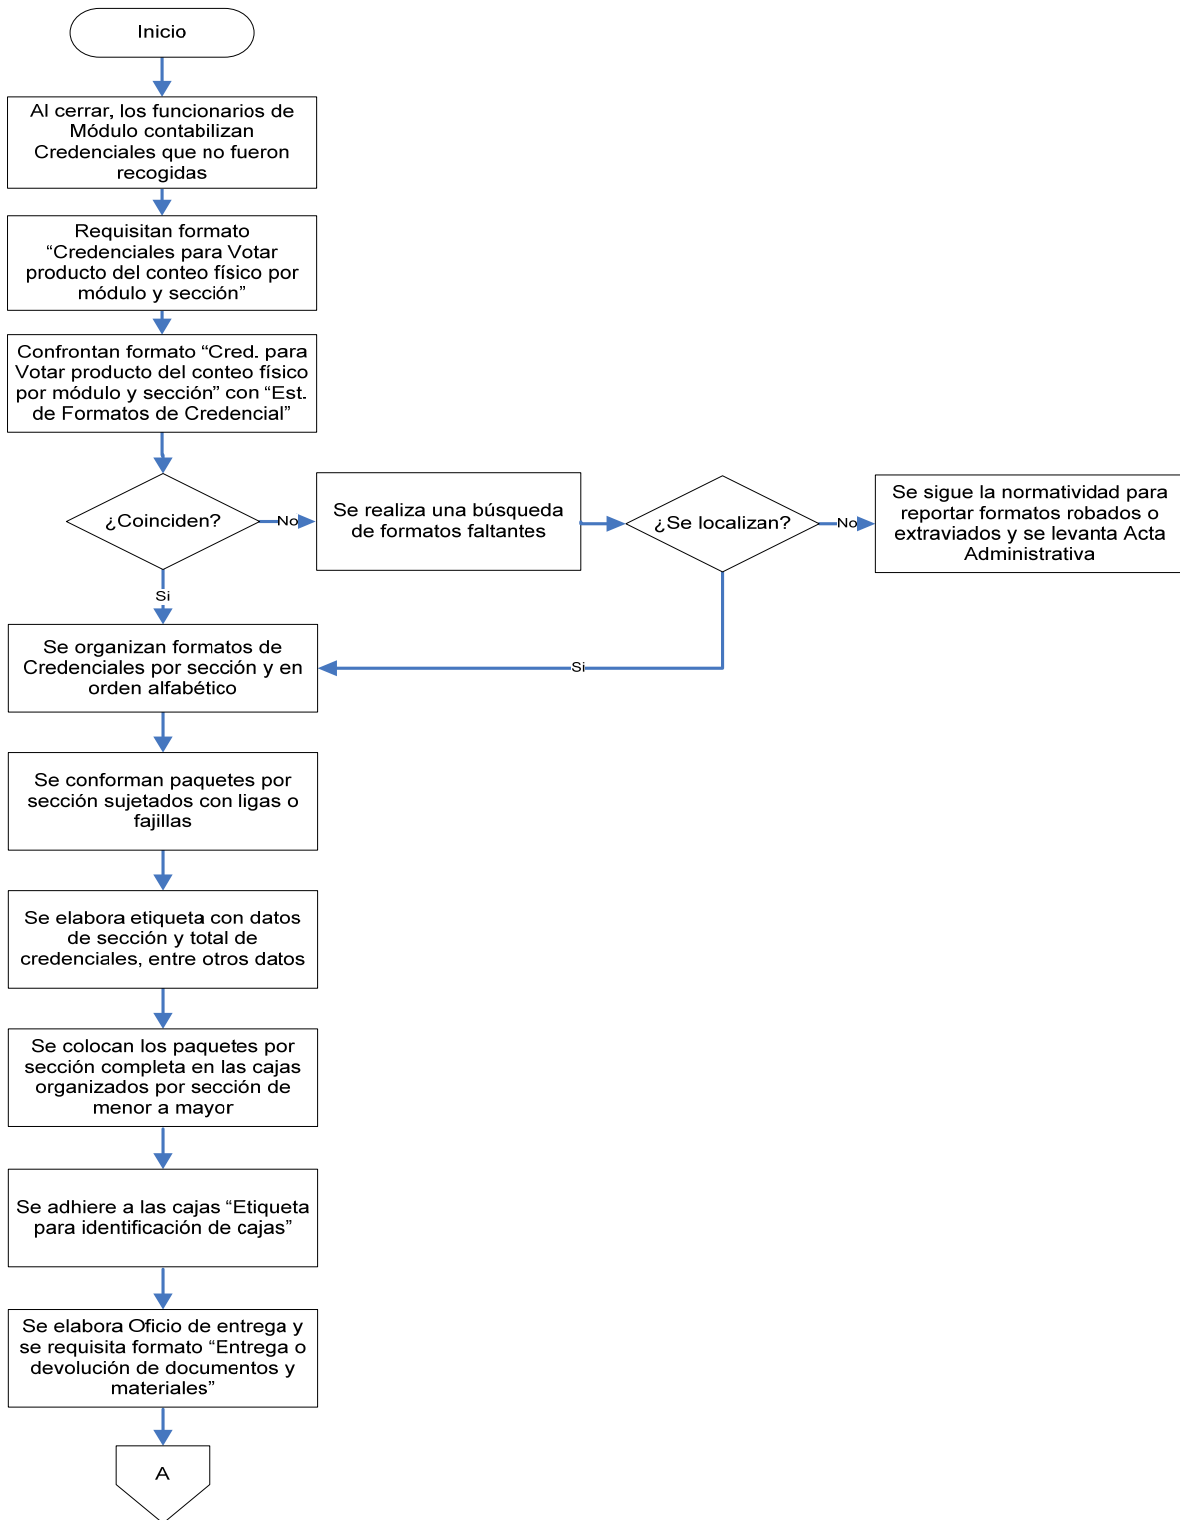 Inicio
Al cerrar, los funcionarios de
Módulo contabilizan
Credenciales que no fueron
recogidas
Requisitan formato
“Credenciales para Votar
producto del conteo físico por
módulo y sección”
Confrontan formato “Cred. para
Votar producto del conteo físico
por módulo y sección” con “Est.
de Formatos de Credencial”
¿Coinciden?
No
Se realiza una búsqueda
de formatos faltantes
¿Se localizan?
No
Se sigue la normatividad para
reportar formatos robados o
extraviados y se levanta Acta
Administrativa
Si
Se organizan formatos de
Credenciales por sección y en
orden alfabético
Si
Se conforman paquetes por
sección sujetados con ligas o
fajillas
Se elabora etiqueta con datos
de sección y total de
credenciales, entre otros datos
Se colocan los paquetes por
sección completa en las cajas
organizados por sección de
menor a mayor
Se adhiere a las cajas “Etiqueta
para identificación de cajas”
Se elabora Oficio de entrega y
se requisita formato “Entrega o
devolución de documentos y
materiales”
A